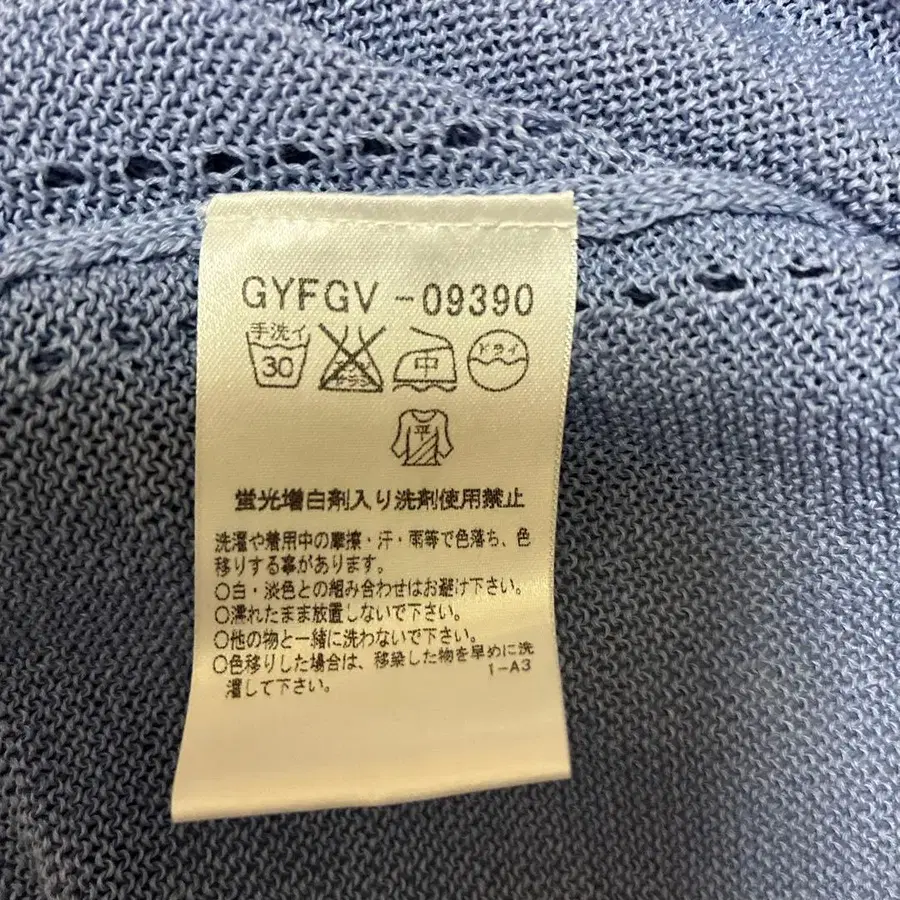 GYFGV -09390
手洗イ
30
エンソサラシ
中
ドライ
平
蛍光増白剤入り洗剤使用禁止
洗濯や着用中の摩擦・汗・雨等で色落ち、色
移りする事があります。
○白・淡色との組み合わせはお避け下さい。
○濡れたまま放置しないで下さい。
○他の物と一緒に洗わないで下さい。
○色移りした場合は、移染した物を早めに洗
濯して下さい。
1-A3